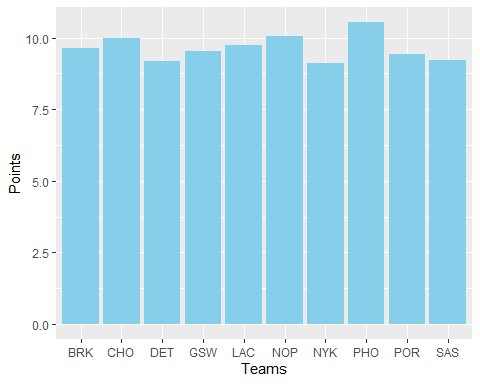 Points
10.0
7.5
5.0
2.5
0.0
BRK CHO DET GSW LAC NOP NYK PHO POR SAS
Teams